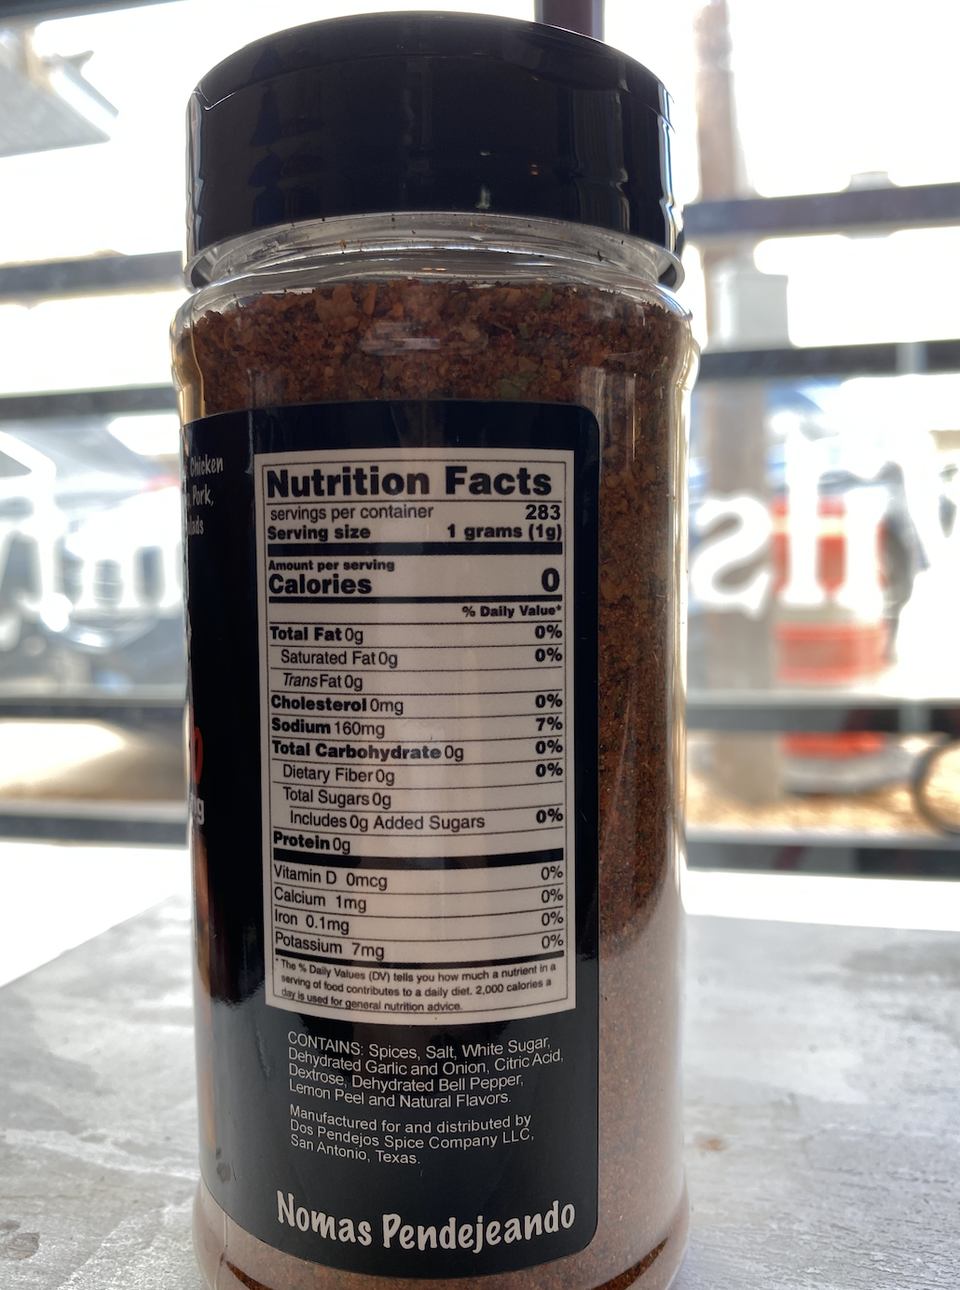 Chicken
Pork,
Nutrition Facts
servings per container 283
Serving size 1 grams (1g)
Amount per serving
Calories 0
% Daily Value*
Total Fat 0g 0%
Saturated Fat 0g 0%
Trans Fat 0g
Cholesterol 0mg 0%
Sodium 160mg 7%
Total Carbohydrate 0g 0%
Dietary Fiber 0g 0%
Total Sugars 0g
Includes 0g Added Sugars 0%
Protein 0g
Vitamin D 0mcg 0%
Calcium 1mg 0%
Iron 0.1mg 0%
Potassium 7mg 0%
* The % Daily Values (DV) tells you how much a nutrient in a
serving of food contributes to a daily diet. 2,000 calories a
day is used for general nutrition advice.
CONTAINS: Spices, Salt, White Sugar,
Dehydrated Garlic and Onion, Citric Acid,
Dextrose, Dehydrated Bell Pepper,
Lemon Peel and Natural Flavors.
Manufactured for and distributed by
Dos Pendejos Spice Company LLC,
San Antonio, Texas.
Nomas Pendejeando